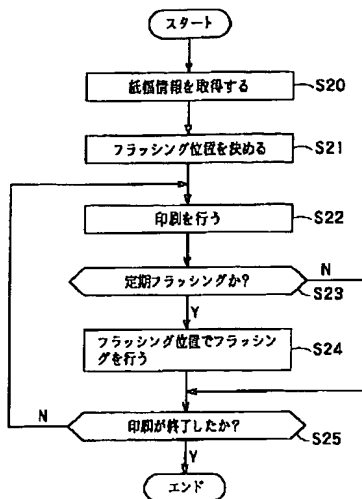 スタート
紙幅情報を取得する
S20
フラッシング位置を決める
S21
印刷を行う
S22
定期フラッシングか?
N
S23
Y
フラッシング位置でフラッシン
グを行う
S24
N
印刷が終了したか?
S25
Y
エンド